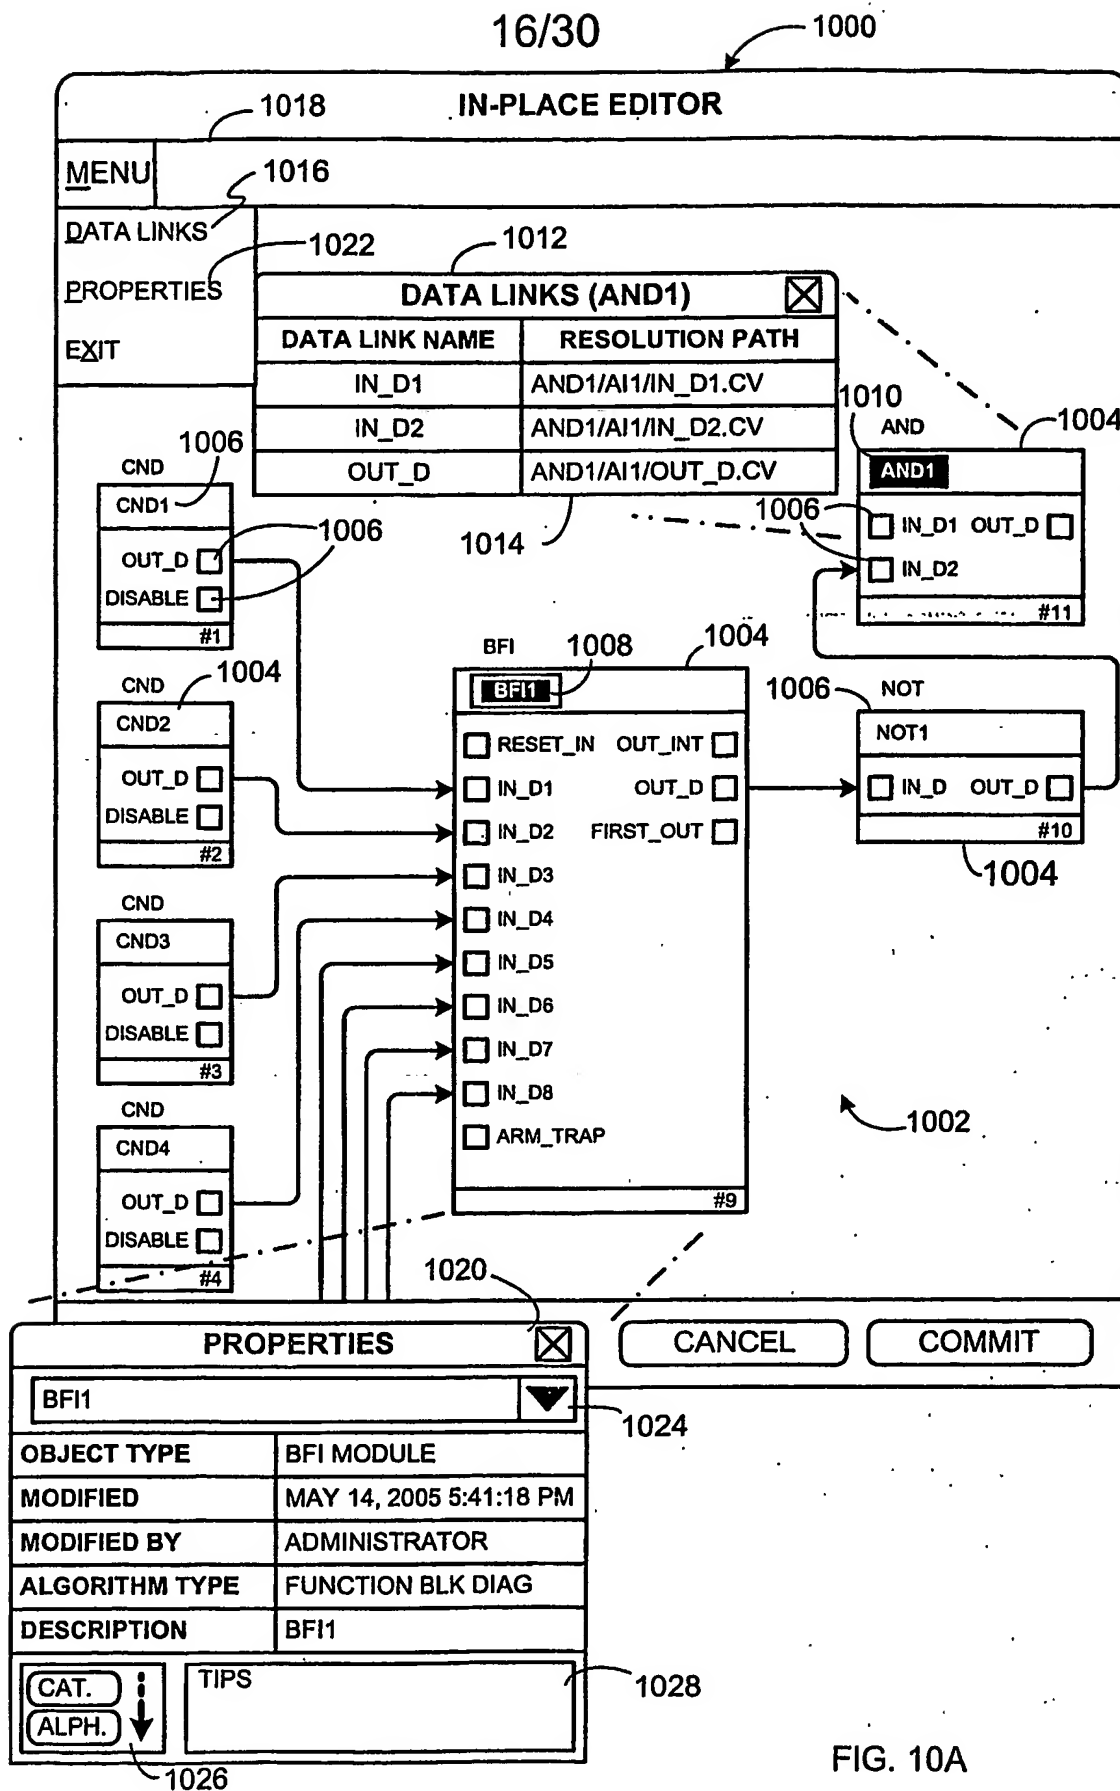 16/30
1000
IN-PLACE EDITOR
1018
MENU
1016
DATA LINKS
1022
PROPERTIES
EXIT
1012
DATA LINKS (AND1)
DATA LINK NAME RESOLUTION PATH
IN_D1 AND1/AI1/IN_D1.CV
IN_D2 AND1/AI1/IN_D2.CV
OUT_D AND1/AI1/OUT_D.CV
1014
1010
AND
1004
AND1
1006
IN_D1 OUT_D
IN_D2
#11
1006
CND
CND1
1006
OUT_D
DISABLE
#1
CND
1004
CND2
OUT_D
DISABLE
#2
CND
CND3
OUT_D
DISABLE
#3
CND
CND4
OUT_D
DISABLE
#4
BFI
1008
1004
BFI1
RESET_IN OUT_INT
IN_D1 OUT_D
IN_D2 FIRST_OUT
IN_D3
IN_D4
IN_D5
IN_D6
IN_D7
IN_D8
ARM_TRAP
#9
1006
NOT
NOT1
IN_D OUT_D
#10
1004
1002
1020
PROPERTIES
CANCEL
COMMIT
BFI1
1024
OBJECT TYPE BFI MODULE
MODIFIED MAY 14, 2005 5:41:18 PM
MODIFIED BY ADMINISTRATOR
ALGORITHM TYPE FUNCTION BLK DIAG
DESCRIPTION BFI1
CAT.
ALPH.
TIPS
1028
1026
FIG. 10A